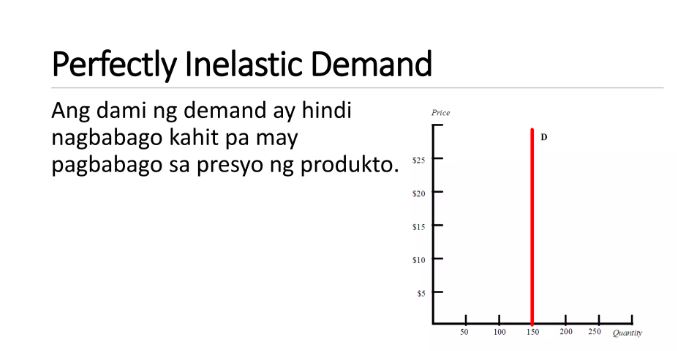 Perfectly Inelastic Demand
Ang dami ng demand ay hindi
nagbabago kahit pa may
pagbabago sa presyo ng produkto.
Price
D
$25
$20
$15
$10
$5
50 100 150 200 250 Quantity